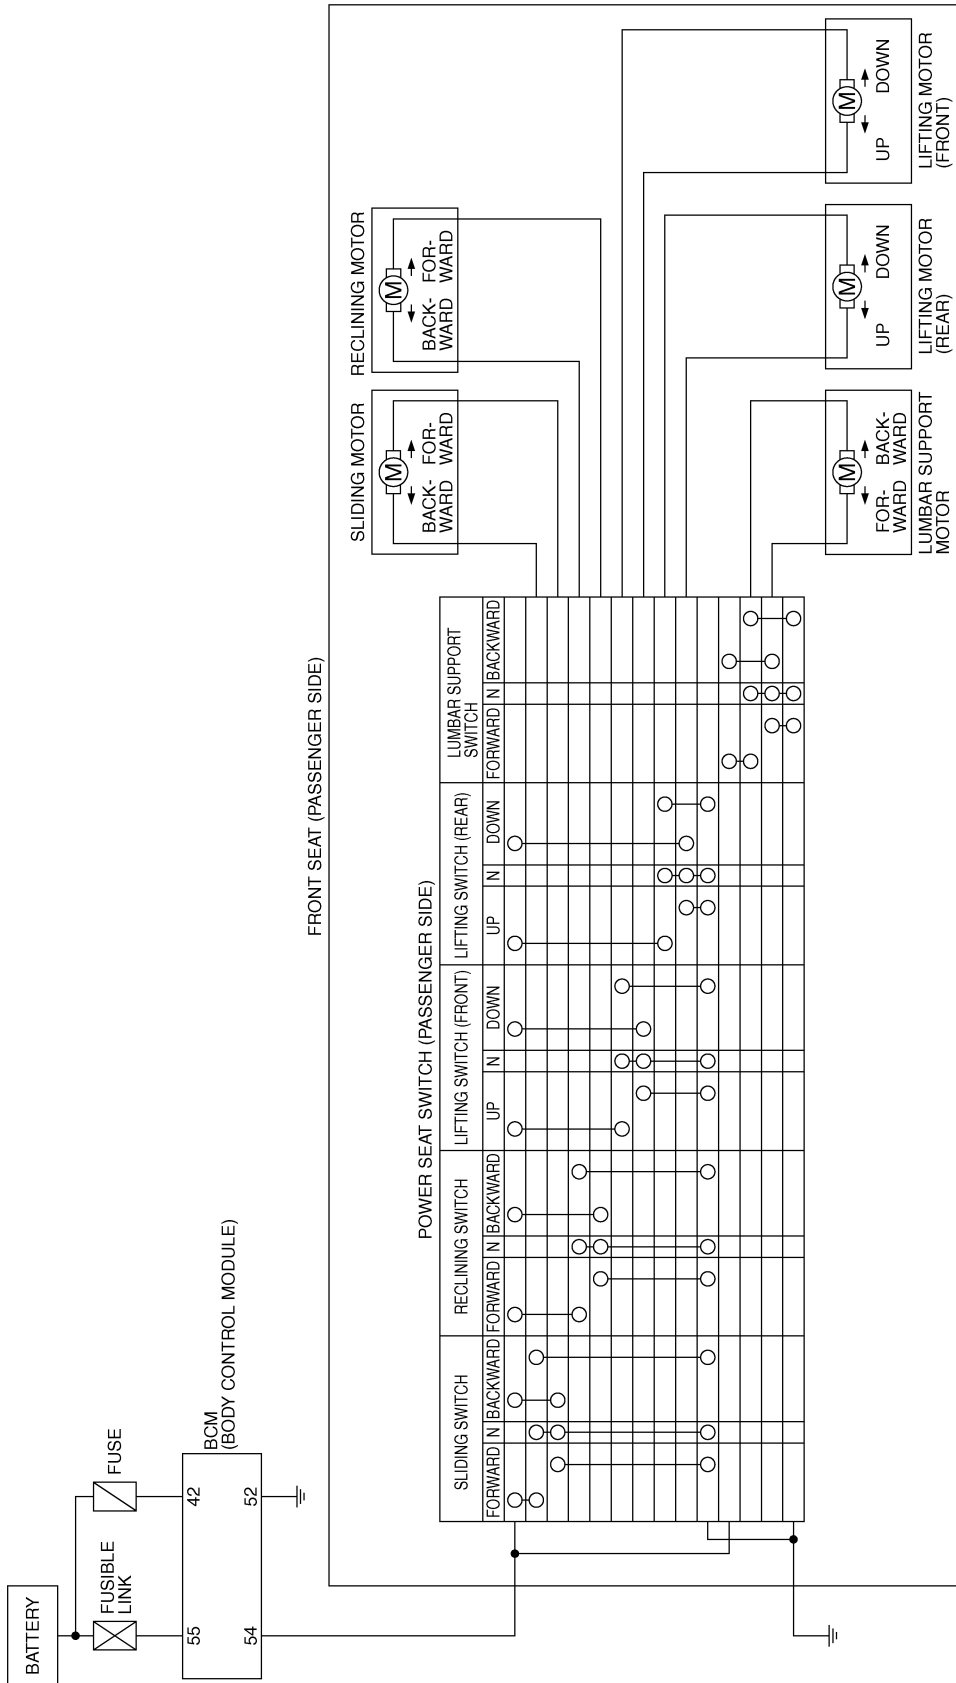 BATTERY
FUSIBLE
LINK
FUSE
55
42
54
52
BCM
(BODY CONTROL MODULE)
FRONT SEAT (PASSENGER SIDE)
POWER SEAT SWITCH (PASSENGER SIDE)
SLIDING SWITCH
FORWARD
N
BACKWARD
RECLINING SWITCH
FORWARD
N
BACKWARD
LIFTING SWITCH (FRONT)
UP
N
DOWN
LIFTING SWITCH (REAR)
UP
N
DOWN
LUMBAR SUPPORT
SWITCH
FORWARD
N
BACKWARD
SLIDING MOTOR
M
BACK-
WARD
FOR-
WARD
RECLINING MOTOR
M
BACK-
WARD
FOR-
WARD
M
FOR-
WARD
BACK-
WARD
LUMBAR SUPPORT
MOTOR
M
UP
DOWN
LIFTING MOTOR
(REAR)
M
UP
DOWN
LIFTING MOTOR
(FRONT)